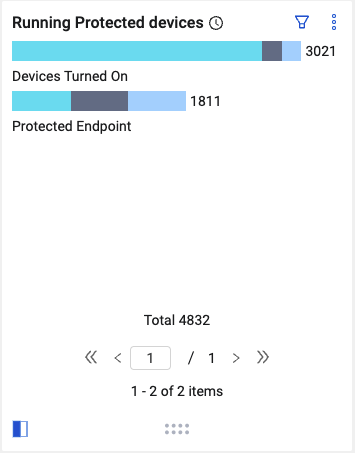 Running Protected devices
3021
Devices Turned On
1811
Protected Endpoint
Total 4832
1 / 1
1 - 2 of 2 items